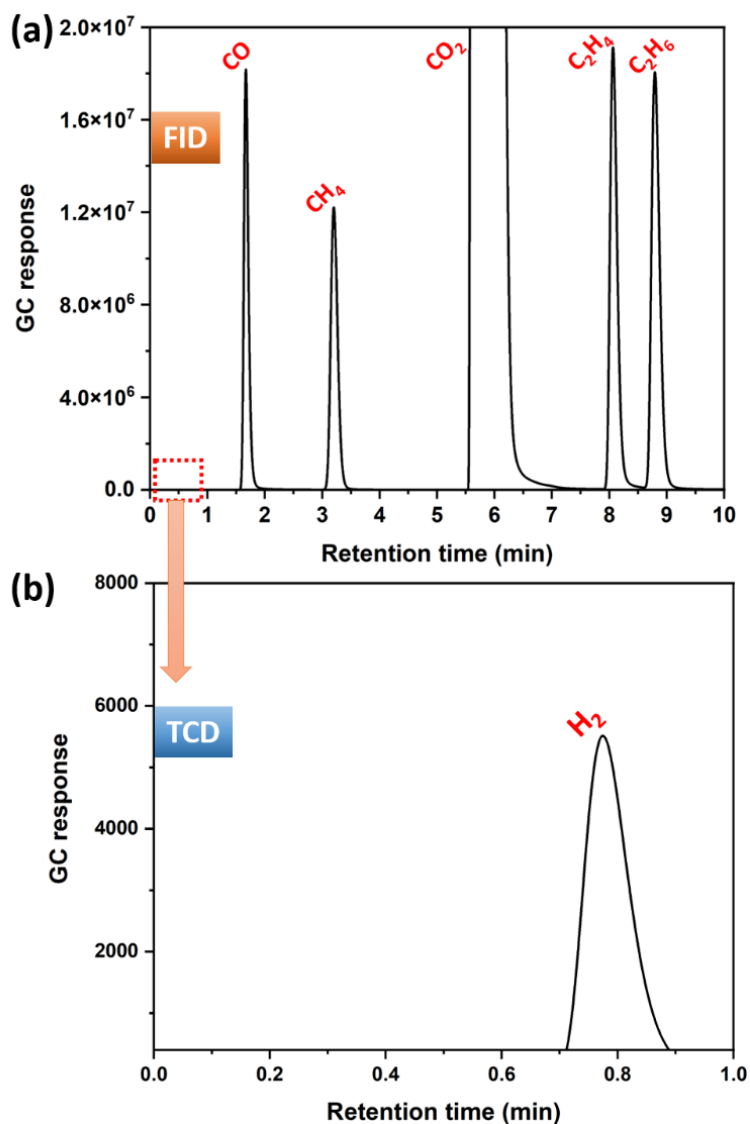 (a)
2.0×10⁷
1.6×10⁷
1.2×10⁷
8.0×10⁶
4.0×10⁶
0.0
GC response
FID
CO
CH₄
CO₂
C₂H₄
C₂H₆
0 1 2 3 4 5 6 7 8 9 10
Retention time (min)
(b)
8000
6000
4000
2000
GC response
TCD
H₂
0.0 0.2 0.4 0.6 0.8 1.0
Retention time (min)